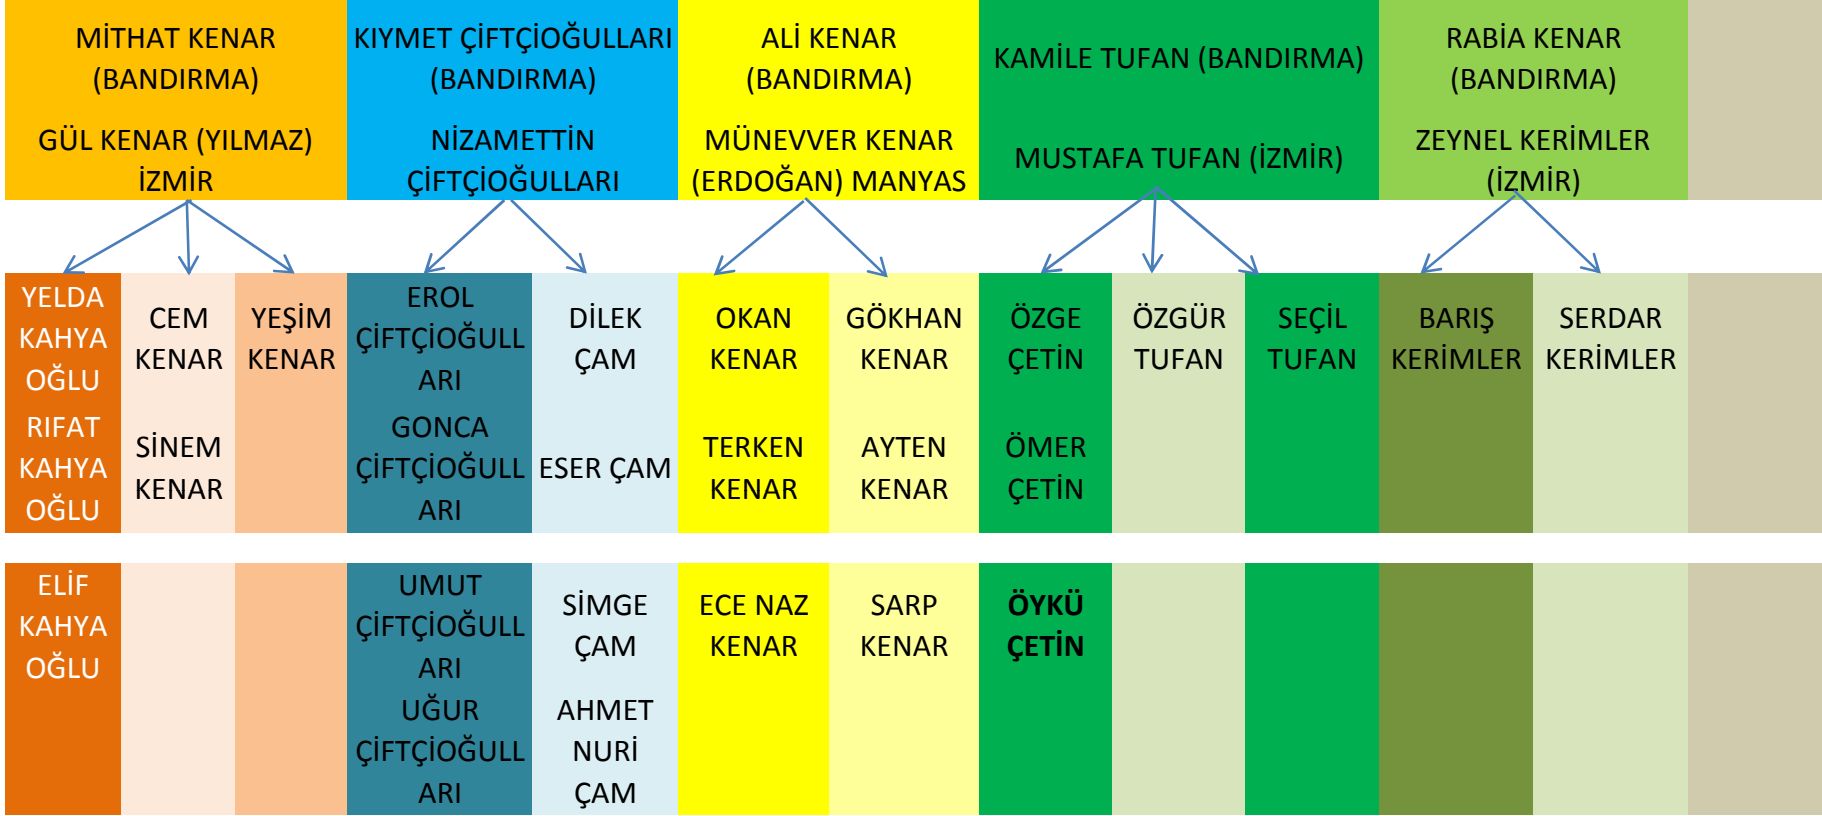 MİTHAT KENAR
(BANDIRMA)
GÜL KENAR (YILMAZ)
İZMİR
KIYMET ÇİFTÇİOĞULLARI
(BANDIRMA)
NİZAMETTİN
ÇİFTÇİOĞULLARI
ALİ KENAR
(BANDIRMA)
MÜNEVVER KENAR
(ERDOĞAN) MANYAS
KAMİLE TUFAN (BANDIRMA)
MUSTAFA TUFAN (İZMİR)
RABİA KENAR
(BANDIRMA)
ZEYNEL KERİMLER
(İZMİR)
YELDA
KAHYA
OĞLU
RIFAT
KAHYA
OĞLU
CEM
KENAR
SİNEM
KENAR
YEŞİM
KENAR
EROL
ÇİFTÇİOĞULL
ARI
GONCA
ÇİFTÇİOĞULL
ARI
DİLEK
ÇAM
ESER ÇAM
OKAN
KENAR
TERKEN
KENAR
GÖKHAN
KENAR
AYTEN
KENAR
ÖZGE
ÇETİN
ÖMER
ÇETİN
ÖZGÜR
TUFAN
SEÇİL
TUFAN
BARIŞ
KERİMLER
SERDAR
KERİMLER
ELİF
KAHYA
OĞLU
UMUT
ÇİFTÇİOĞULL
ARI
UĞUR
ÇİFTÇİOĞULL
ARI
SİMGE
ÇAM
AHMET
NURİ
ÇAM
ECE NAZ
KENAR
SARP
KENAR
ÖYKÜ
ÇETİN